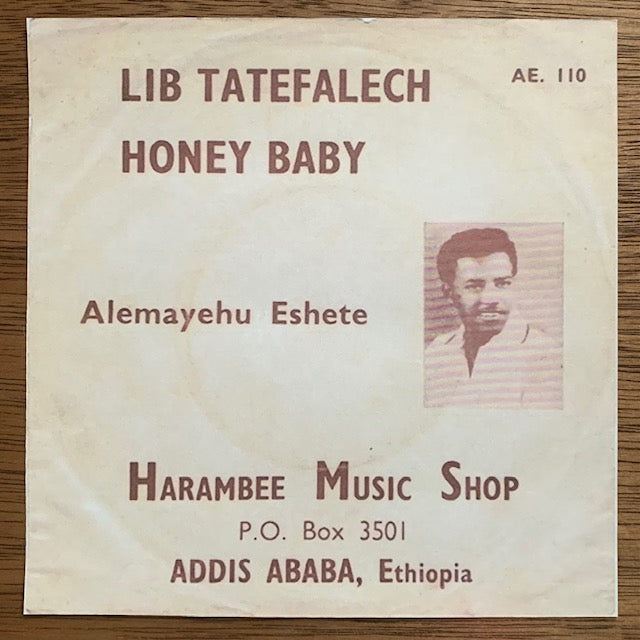 LIB TATEFALECH
AE. 110
HONEY BABY
Alemayehu Eshete
HARAMBEE MUSIC SHOP
P.O. Box 3501
ADDIS ABABA, Ethiopia